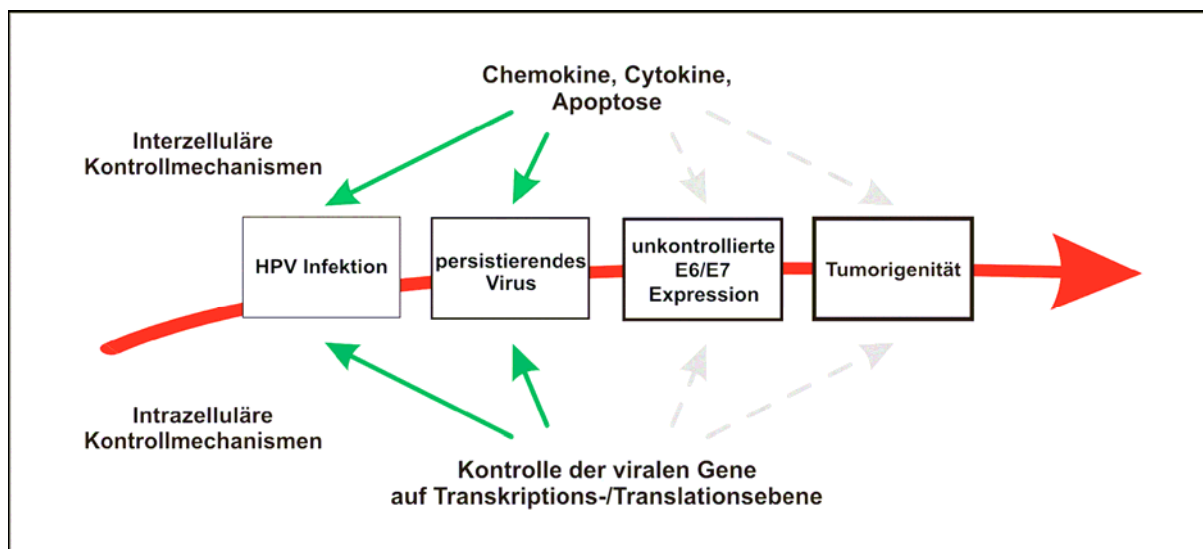 Chemokine, Cytokine,
Apoptose
Interzelluläre
Kontrollmechanismen
HPV Infektion
persistierendes
Virus
unkontrollierte
E6/E7
Expression
Tumorigenität
Intrazelluläre
Kontrollmechanismen
Kontrolle der viralen Gene
auf Transkriptions-/Translationsebene